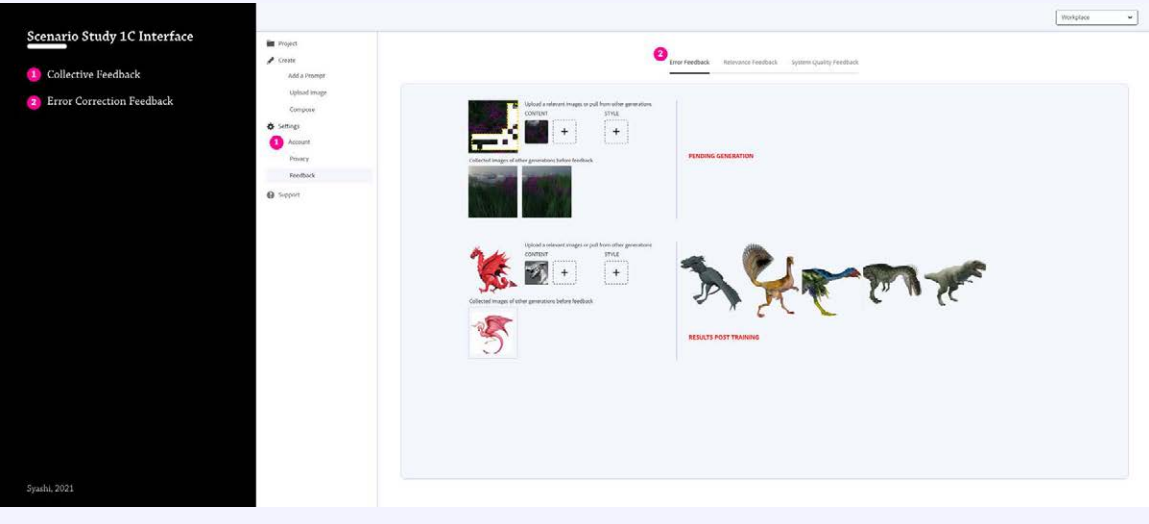 Scenario Study 1C Interface
1 Collective Feedback
2 Error Correction Feedback
Syashi, 2021
Workplace
Project
Create
Add a Prompt
Upload Image
Compose
Settings
1 Account
Privacy
Feedback
Support
2 Error Feedback Relevance Feedback System Quality Feedback
Upload a relevant images or pull from other generations
CONTENT STYLE
+ +
Collected images of other generations before feedback
PENDING GENERATION
Upload a relevant images or pull from other generations
CONTENT STYLE
+ +
Collected images of other generations before feedback
RESULTS POST TRAINING